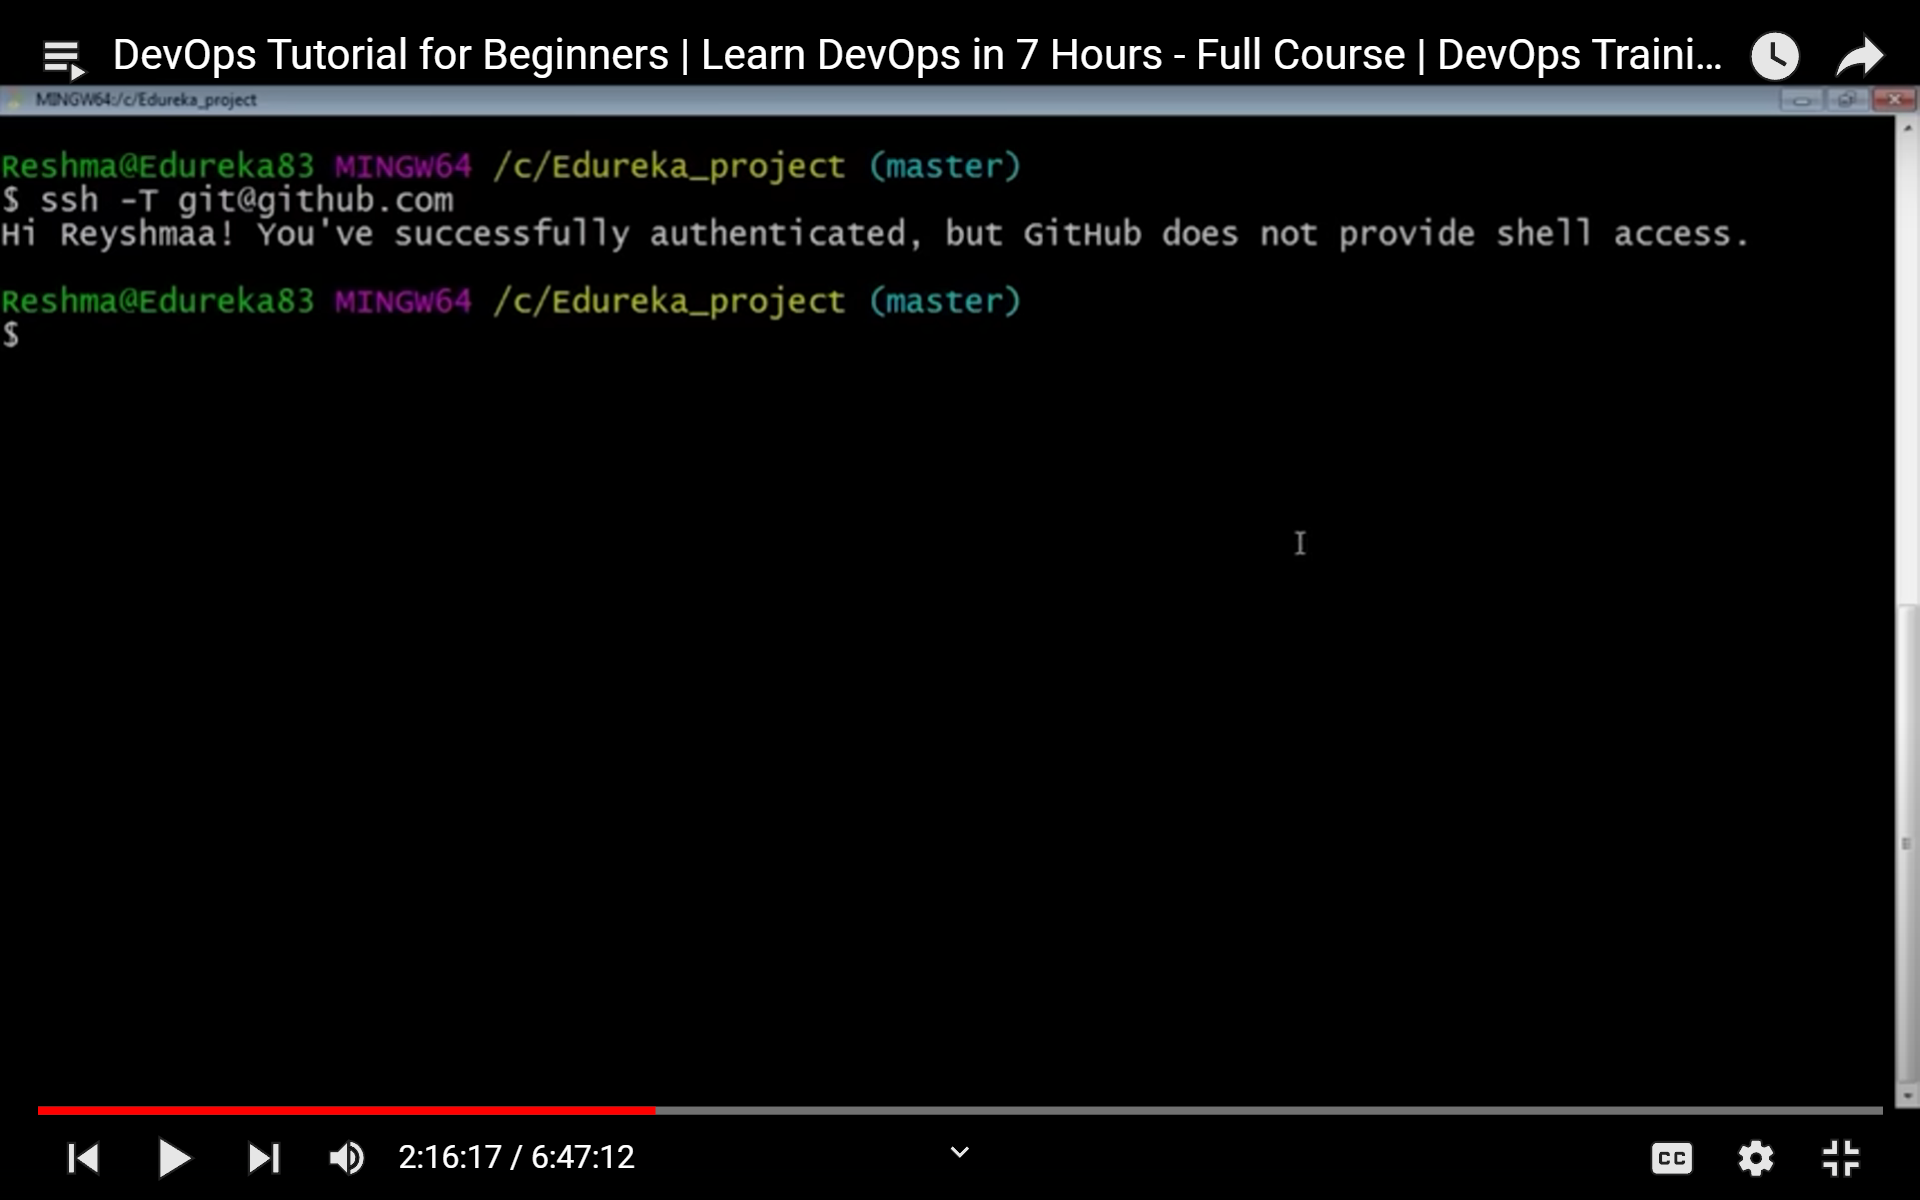 DevOps Tutorial for Beginners | Learn DevOps in 7 Hours - Full Course | DevOps Traini...
MINGW64:/c/Edureka_project
Reshma@Edureka83 MINGW64 /c/Edureka_project (master)
$ ssh -T git@github.com
Hi Reyshmaa! You've successfully authenticated, but GitHub does not provide shell access.
Reshma@Edureka83 MINGW64 /c/Edureka_project (master)
$
2:16:17 / 6:47:12
CC